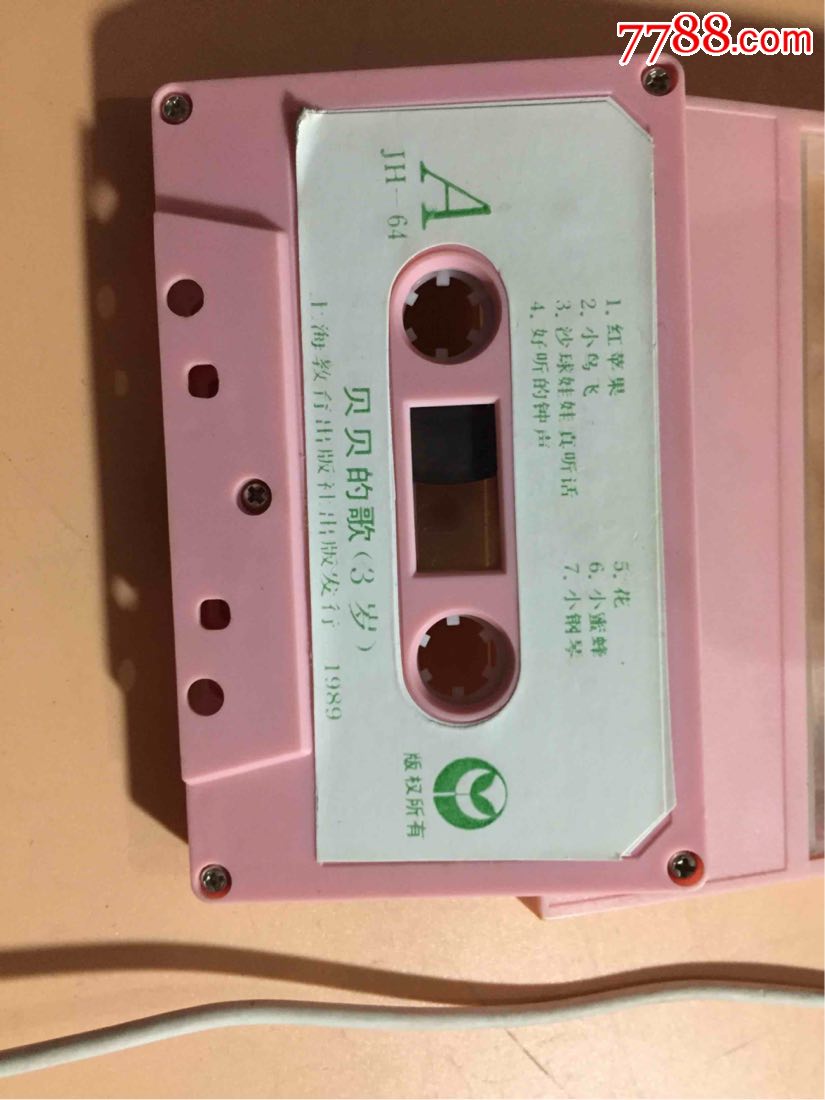 7788.com
A
JH—64
1. 红苹果
2. 小鸟飞
3. 沙球娃娃真听话
4. 好听的钟声
5. 花
6. 小蜜蜂
7. 小钢琴
贝贝的歌(3岁)
上海教育出版社出版发行 1989
版权所有